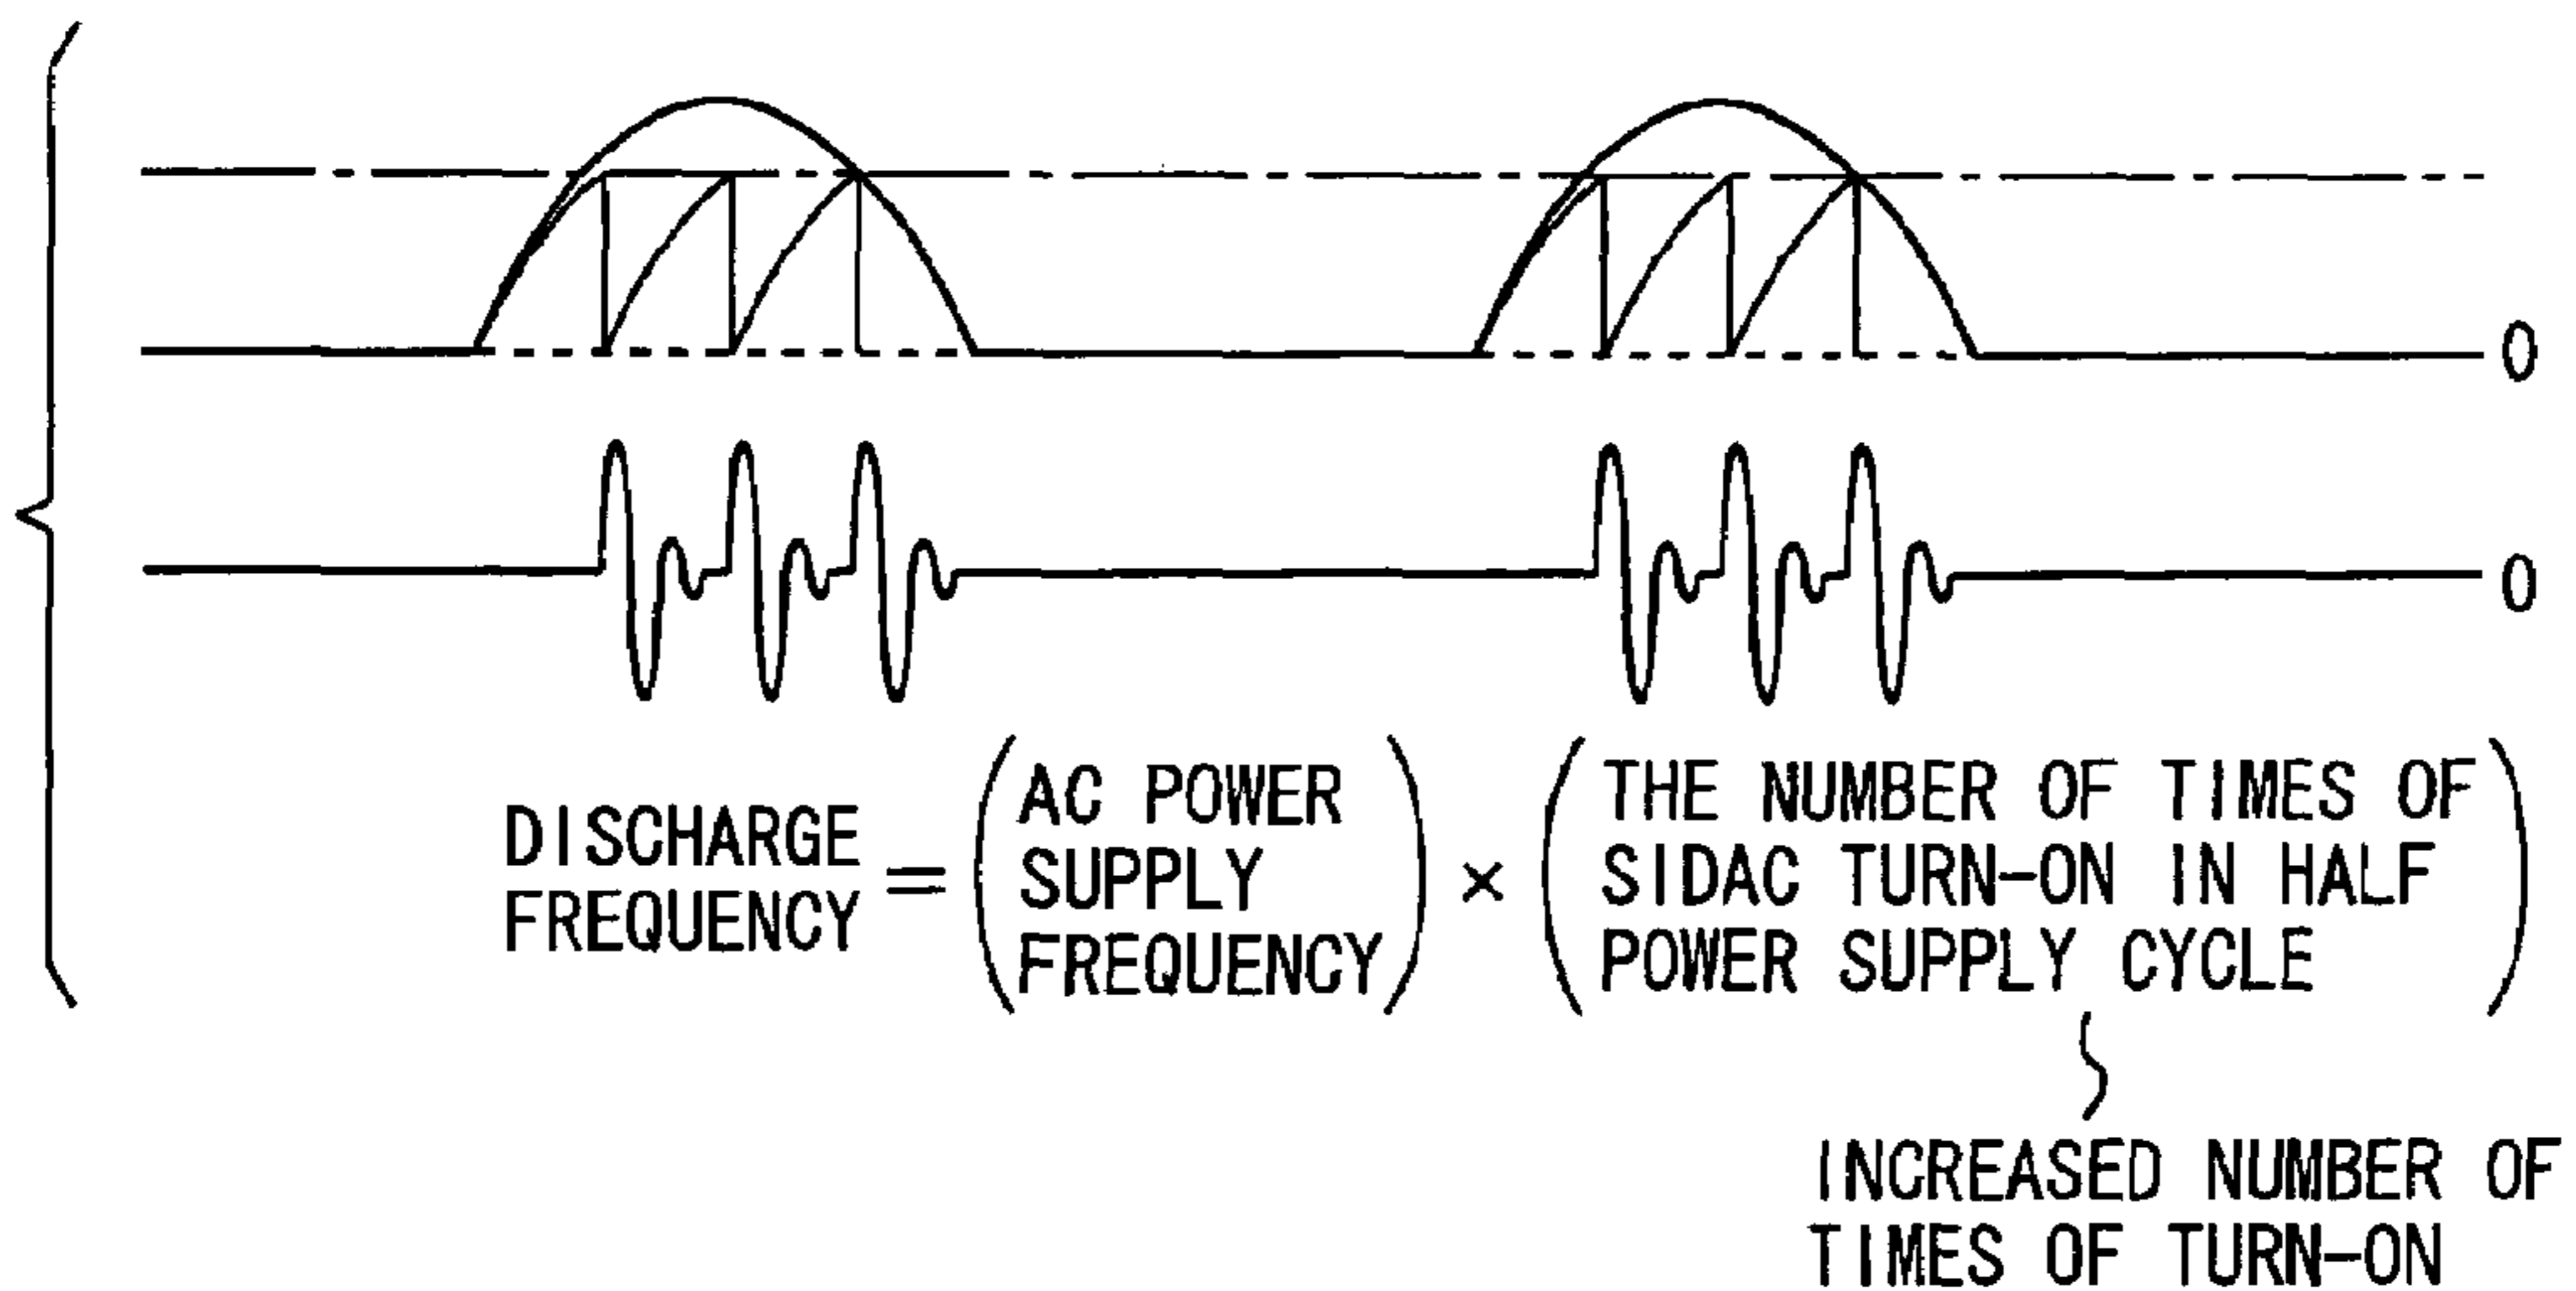 0
0
DISCHARGE
FREQUENCY
=
AC POWER
SUPPLY
FREQUENCY
×
THE NUMBER OF TIMES OF
SIDAC TURN-ON IN HALF
POWER SUPPLY CYCLE
INCREASED NUMBER OF
TIMES OF TURN-ON